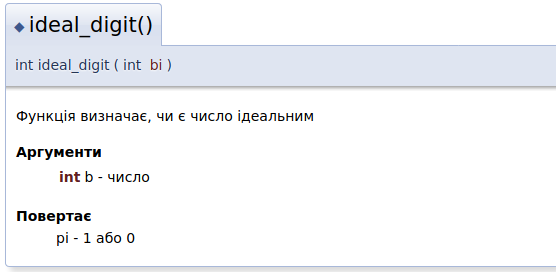 ◆ ideal_digit()
int ideal_digit ( int bi )
Функція визначає, чи є число ідеальним
Аргументи
int b - число
Повертає
pi - 1 або 0